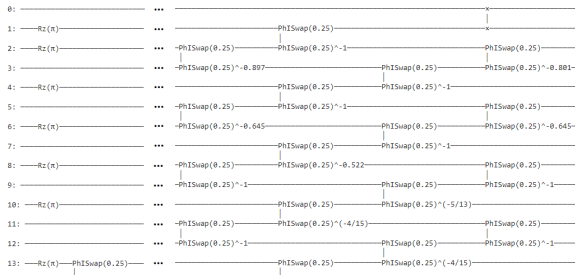 0: ••• ×
1: Rz(π) ••• PhISwap(0.25) ×
2: Rz(π) ••• PhISwap(0.25) PhISwap(0.25)^-1 PhISwap(0.25)
3: ••• PhISwap(0.25)^-0.897 PhISwap(0.25) PhISwap(0.25)^-0.801
4: Rz(π) ••• PhISwap(0.25) PhISwap(0.25)^-1
5: ••• PhISwap(0.25) PhISwap(0.25)^-1 PhISwap(0.25)
6: Rz(π) ••• PhISwap(0.25)^-0.645 PhISwap(0.25) PhISwap(0.25)^-0.645
7: ••• PhISwap(0.25) PhISwap(0.25)^-1
8: Rz(π) ••• PhISwap(0.25) PhISwap(0.25)^-0.522 PhISwap(0.25)
9: ••• PhISwap(0.25)^-1 PhISwap(0.25) PhISwap(0.25)^-1
10: Rz(π) ••• PhISwap(0.25) PhISwap(0.25)^(-5/13)
11: ••• PhISwap(0.25) PhISwap(0.25)^(-4/15) PhISwap(0.25)
12: ••• PhISwap(0.25)^-1 PhISwap(0.25) PhISwap(0.25)^-1
13: Rz(π) PhISwap(0.25) ••• PhISwap(0.25) PhISwap(0.25)^(-4/15)